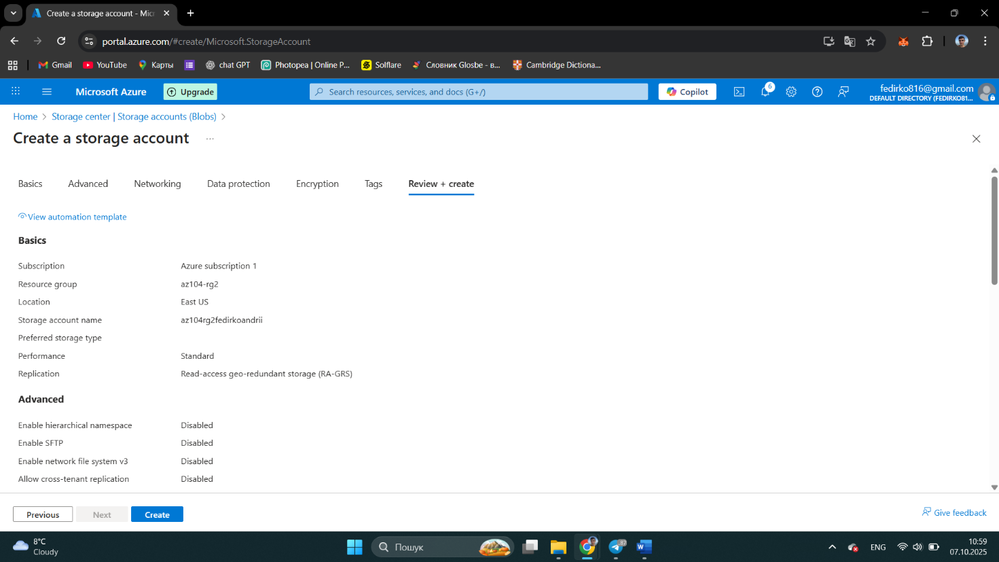 Create a storage account - Micr
portal.azure.com/#create/Microsoft.StorageAccount
Gmail
YouTube
Карты
chat GPT
Photopea | Online P...
Solflare
Словник Glosbe - в...
Cambridge Dictiona...
Microsoft Azure
Upgrade
Search resources, services, and docs (G+/)
Copilot
6
fedirko816@gmail.com
DEFAULT DIRECTORY (FEDIRKO81...
Home > Storage center | Storage accounts (Blobs) >
Create a storage account ...
Basics
Advanced
Networking
Data protection
Encryption
Tags
Review + create
View automation template
Basics
Subscription Azure subscription 1
Resource group az104-rg2
Location East US
Storage account name az104rg2fedirkoandrii
Preferred storage type
Performance Standard
Replication Read-access geo-redundant storage (RA-GRS)
Advanced
Enable hierarchical namespace Disabled
Enable SFTP Disabled
Enable network file system v3 Disabled
Allow cross-tenant replication Disabled
Previous
Next
Create
Give feedback
8°C
Cloudy
Пошук
87
ENG
10:59
07.10.2025